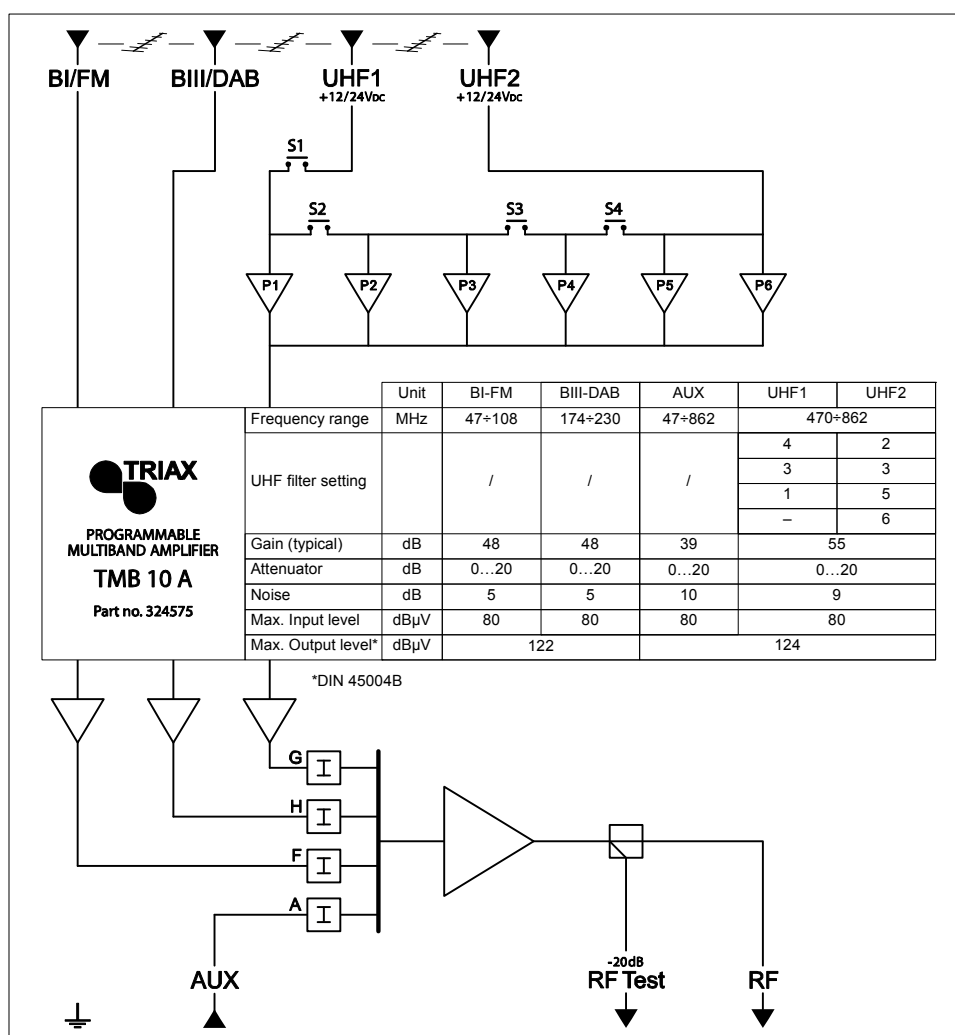 BI/FM BIII/DAB UHF1 UHF2
+12/24VDC +12/24VDC
S1
S2 S3 S4
P1 P2 P3 P4 P5 P6
TRIAX
PROGRAMMABLE
MULTIBAND AMPLIFIER
TMB 10 A
Part no. 324575
Unit BI-FM BIII-DAB AUX UHF1 UHF2
Frequency range MHz 47÷108 174÷230 47÷862 470÷862
UHF filter setting / / /
4 2
3 3
1 5
– 6
Gain (typical) dB 48 48 39 55
Attenuator dB 0...20 0...20 0...20 0...20
Noise dB 5 5 10 9
Max. Input level dBµV 80 80 80 80
Max. Output level* dBµV 122 124
*DIN 45004B
G
H
F
A
AUX
-20dB
RF Test
RF